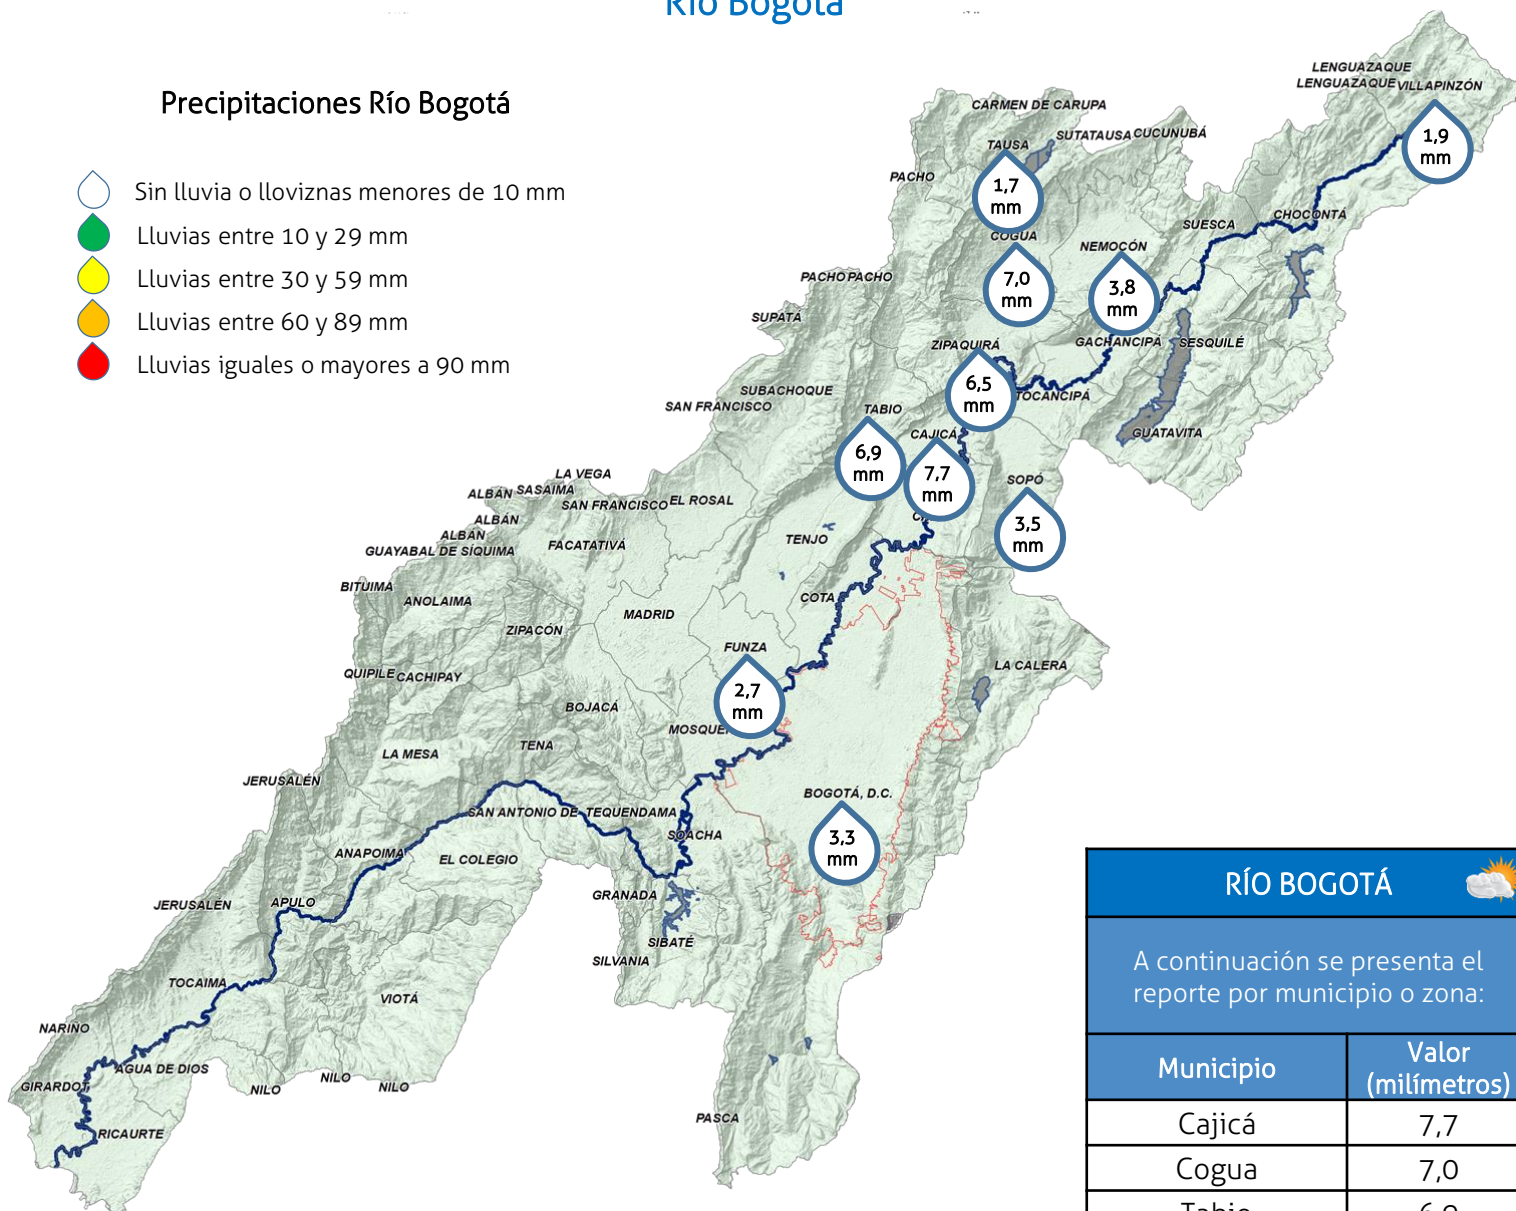 Río Bogotá
Precipitaciones Río Bogotá
Sin lluvia o lloviznas menores de 10 mm
Lluvias entre 10 y 29 mm
Lluvias entre 30 y 59 mm
Lluvias entre 60 y 89 mm
Lluvias iguales o mayores a 90 mm
LENGUAZAQUE
LENGUAZAQUE
VILLAPINZÓN
1,9
mm
CARMEN DE CARUPA
SUTATAUSA
CUCUNUBÁ
TAUSA
1,7
mm
PACHO
CHOCONTÁ
SUESCA
COGUA
7,0
mm
NEMOCÓN
3,8
mm
PACHO
PACHO
SUPATÁ
ZIPAQUIRÁ
6,5
mm
GACHANCIPÁ
SESQUILÉ
TOCANCIPÁ
SUBACHOQUE
SAN FRANCISCO
TABIO
6,9
mm
CAJICÁ
7,7
mm
GUATAVITA
SOPÓ
3,5
mm
LA VEGA
ALBÁN
SASAIMA
SAN FRANCISCO
EL ROSAL
ALBÁN
ALBÁN
GUAYABAL DE SÍQUIMA
FACATATIVÁ
TENJO
BITUIMA
ANOLAIMA
COTA
MADRID
ZIPACÓN
FUNZA
2,7
mm
LA CALERA
QUIPILE
CACHIPAY
BOJACÁ
TENA
LA MESA
JERUSALÉN
BOGOTÁ, D.C.
3,3
mm
SAN ANTONIO DE TEQUENDAMA
SOACHA
ANAPOIMA
EL COLEGIO
GRANADA
JERUSALÉN
APULO
SIBATÉ
SILVANIA
TOCAIMA
VIOTÁ
NARIÑO
AGUA DE DIOS
GIRARDOT
NILO
NILO
NILO
PASCA
RICAURTE
RÍO BOGOTÁ
A continuación se presenta el
reporte por municipio o zona:
Municipio
Valor
(milímetros)
Cajicá 7,7
Cogua 7,0
Tabio 6,9